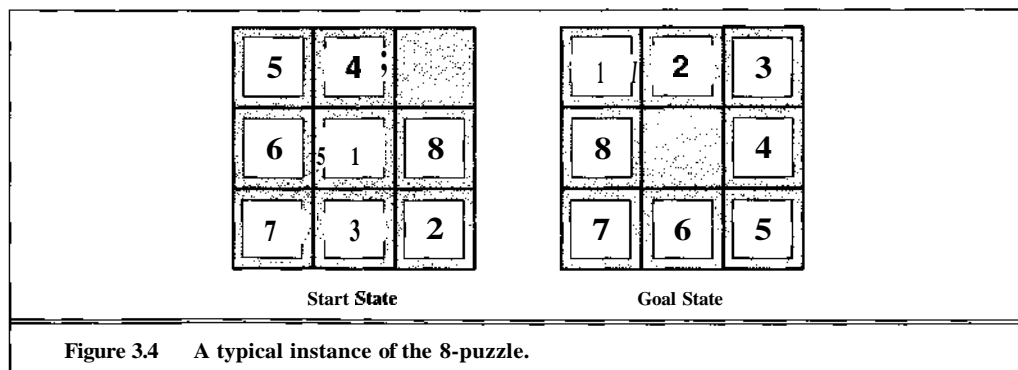 5 4 1 2 3
6 5 1 8 8 4
7 3 2 7 6 5
Start State Goal State
Figure 3.4 A typical instance of the 8-puzzle.